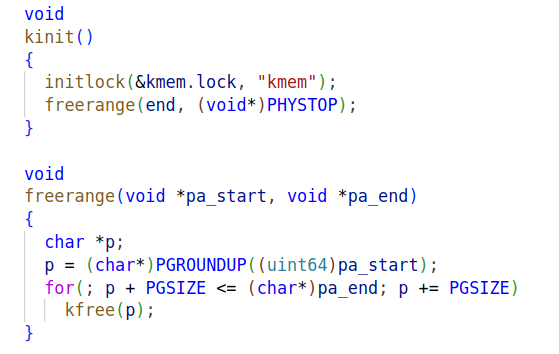 void
kinit()
{
  initlock(&kmem.lock, "kmem");
  freerange(end, (void*)PHYSTOP);
}

void
freerange(void *pa_start, void *pa_end)
{
  char *p;
  p = (char*)PGROUNDUP((uint64)pa_start);
  for(; p + PGSIZE <= (char*)pa_end; p += PGSIZE)
    kfree(p);
}